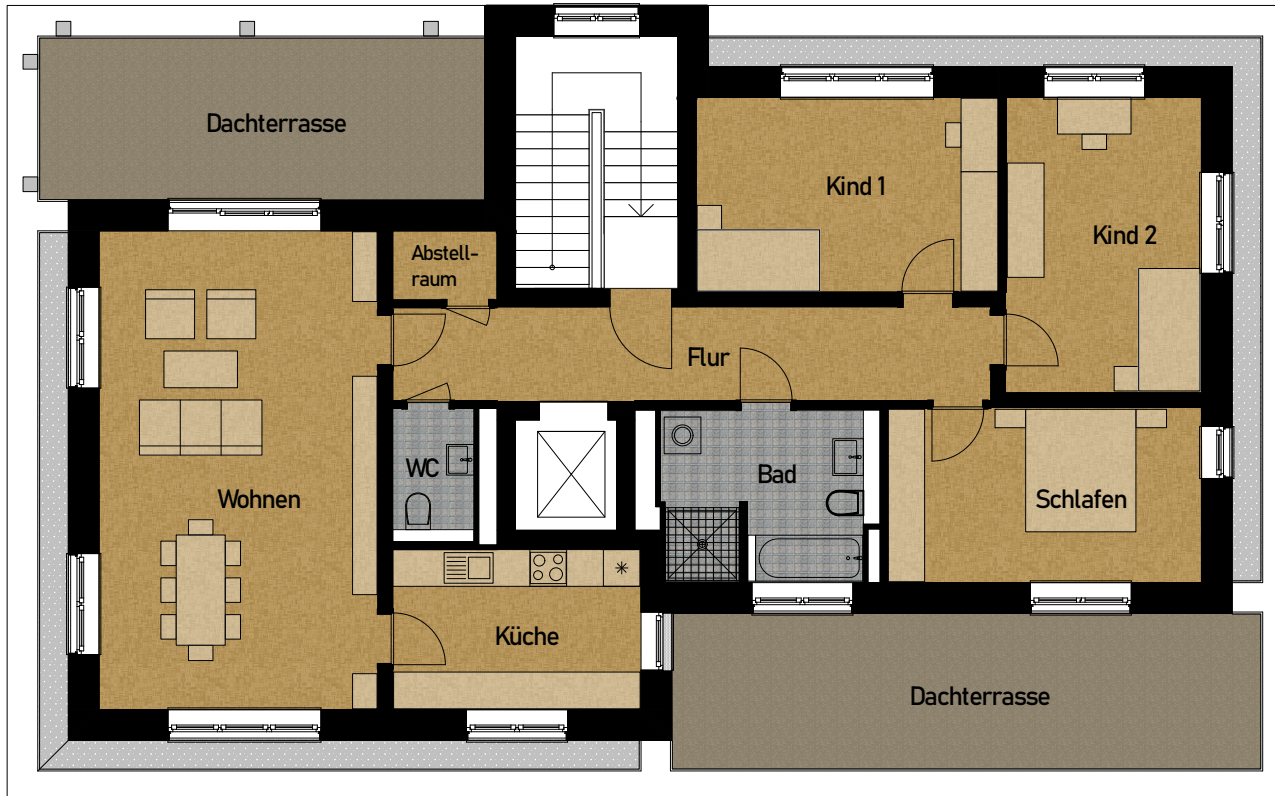 Dachterrasse
Kind 1
Kind 2
Abstell-
raum
Flur
WC
Bad
Wohnen
Schlafen
Küche
Dachterrasse